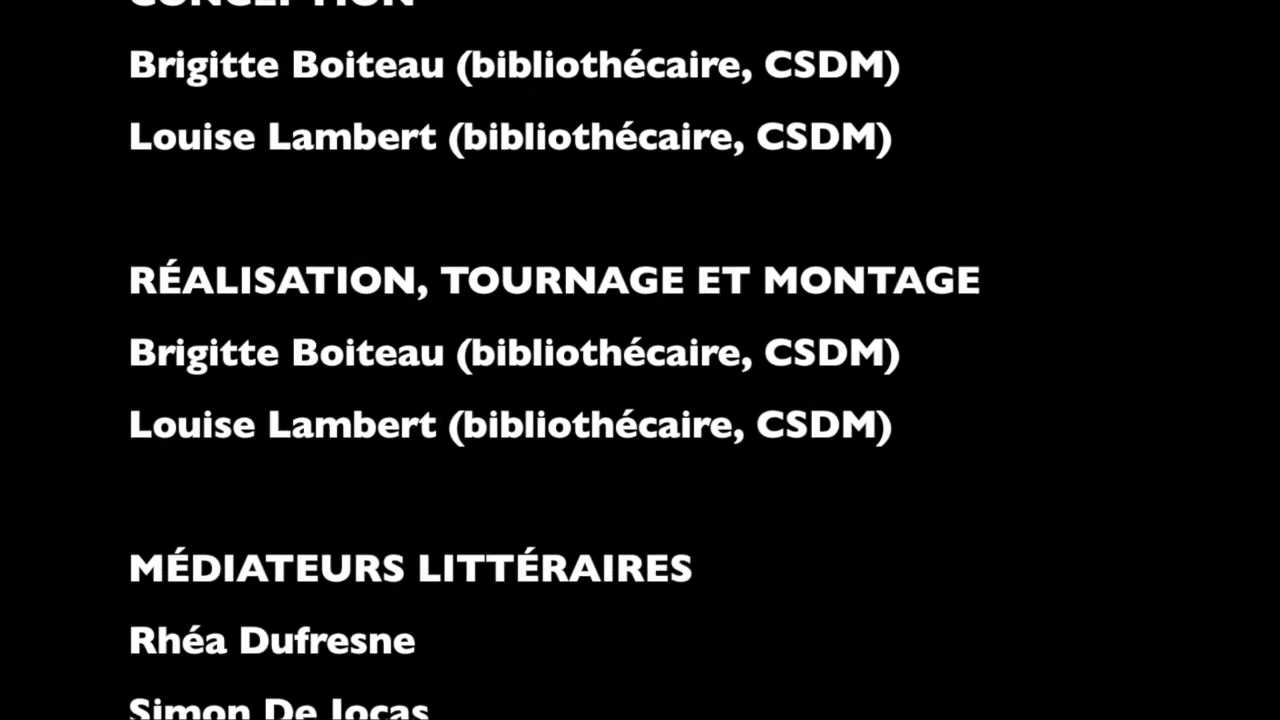 CONCEPTION
Brigitte Boiteau (bibliothécaire, CSDM)
Louise Lambert (bibliothécaire, CSDM)
RÉALISATION, TOURNAGE ET MONTAGE
Brigitte Boiteau (bibliothécaire, CSDM)
Louise Lambert (bibliothécaire, CSDM)
MÉDIATEURS LITTÉRAIRES
Rhéa Dufresne
Simon De Jocas